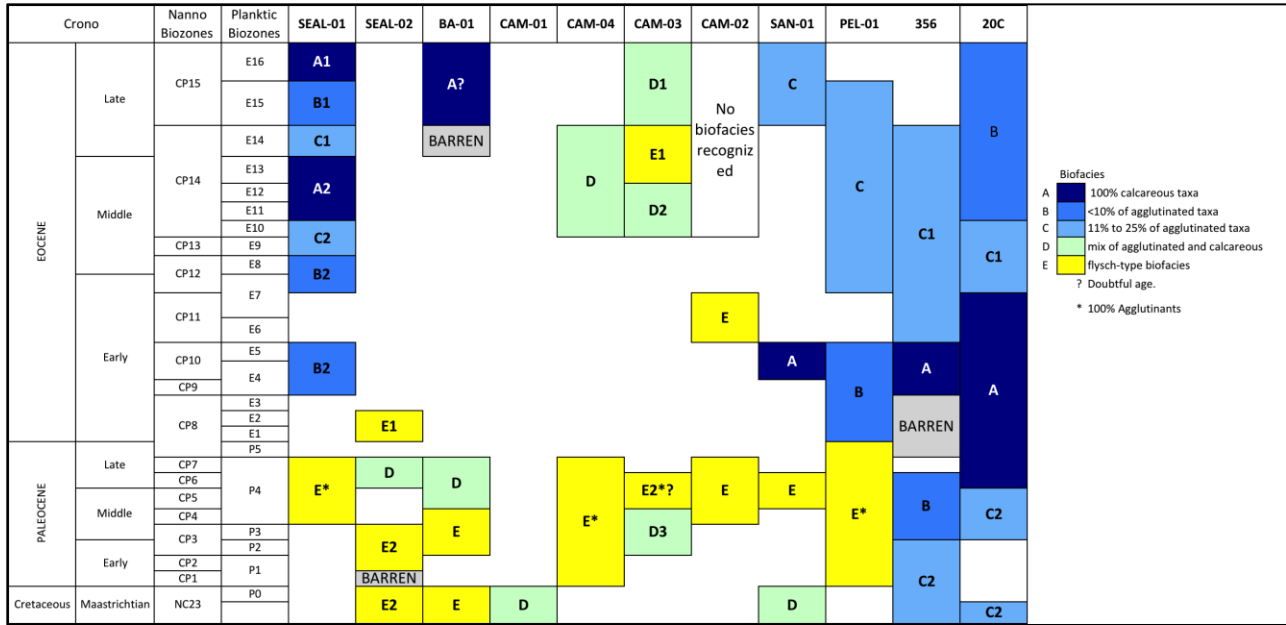 Crono Nanno Biozones Planktic Biozones SEAL-01 SEAL-02 BA-01 CAM-01 CAM-04 CAM-03 CAM-02 SAN-01 PEL-01 356 20C
EOCENE
Late
Middle
Early
PALEOCENE
Late
Middle
Early
Cretaceous
Maastrichtian
CP15
CP14
CP13
CP12
CP11
CP10
CP9
CP8
CP7
CP6
CP5
CP4
CP3
CP2
CP1
NC23
E16
E15
E14
E13
E12
E11
E10
E9
E8
E7
E6
E5
E4
E3
E2
E1
P5
P4
P3
P2
P1
P0
A1
B1
C1
A2
C2
B2
B2
E*
E1
D
E2
BARREN
E2
A?
BARREN
D
E
E
D
D
E*
D1
E1
D2
E2*?
D3
No
biofacies
recogniz
ed
E
E
C
A
E
D
C
B
E*
C1
A
BARREN
B
C2
B
C1
A
C2
C2
Biofacies
A 100% calcareous taxa
B <10% of agglutinated taxa
C 11% to 25% of agglutinated taxa
D mix of agglutinated and calcareous
E flysch-type biofacies
? Doubtful age.
* 100% Agglutinants